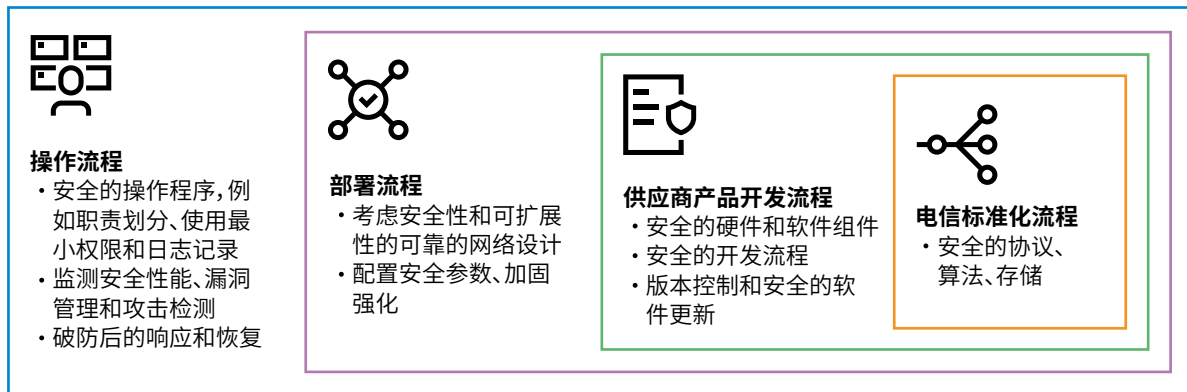 操作流程
・安全的操作程序,例
如职责划分、使用最
小权限和日志记录
・监测安全性能、漏洞
管理和攻击检测
・破防后的响应和恢复
部署流程
・考虑安全性和可扩展
性的可靠的网络设计
・配置安全参数、加固
强化
供应商产品开发流程
・安全的硬件和软件组件
・安全的开发流程
・版本控制和安全的软
件更新
电信标准化流程
・安全的协议、
算法、存储